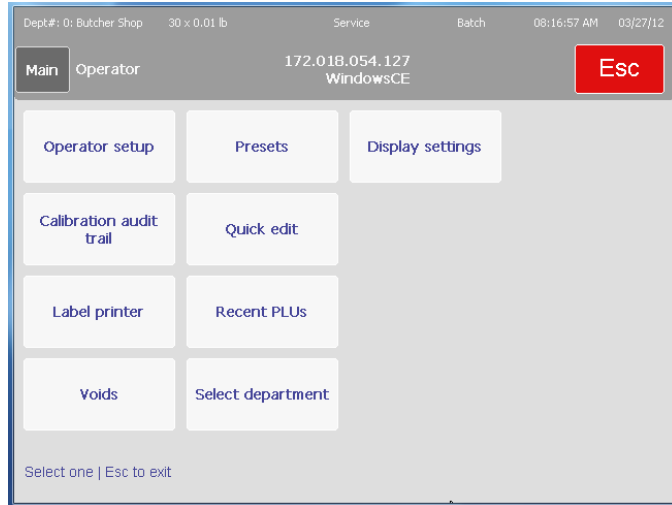 Dept#: 0: Butcher Shop 30 x 0.01 lb Service Batch 08:16:57 AM 03/27/12
Main Operator 172.018.054.127 Esc
WindowsCE
Operator setup Presets Display settings
Calibration audit
trail
Quick edit
Label printer Recent PLUs
Voids Select department
Select one | Esc to exit